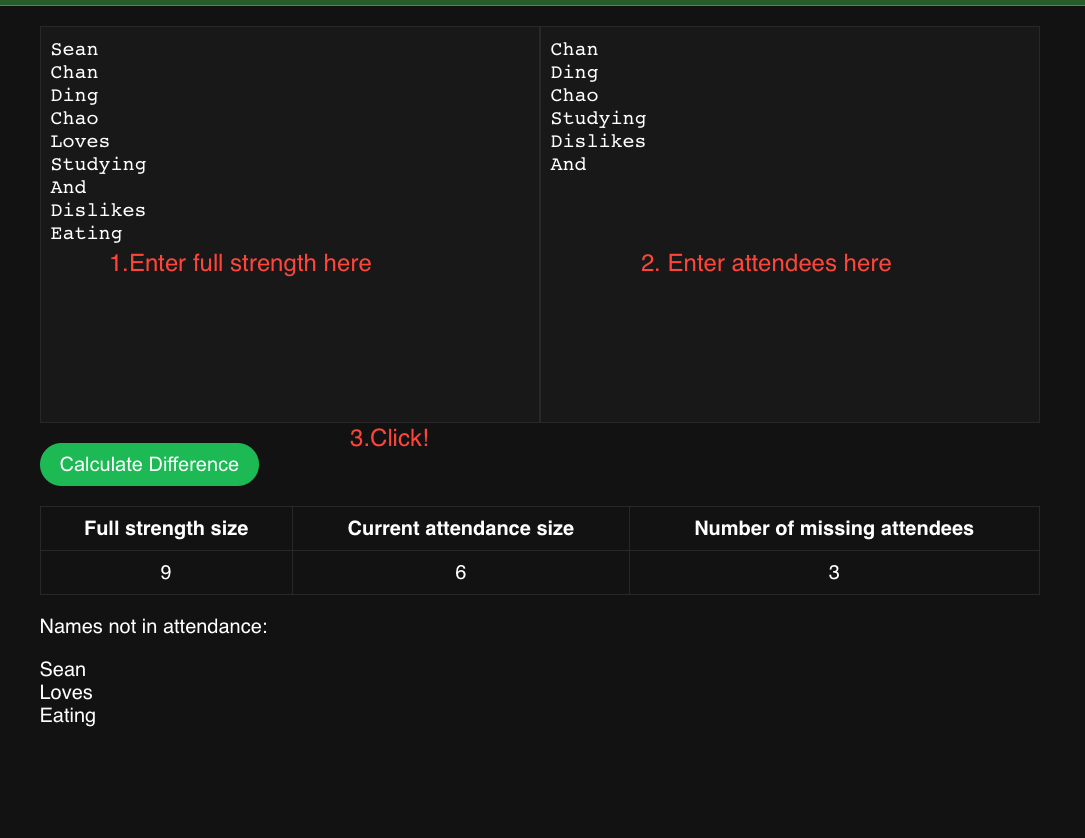 Sean
Chan
Ding
Chao
Loves
Studying
And
Dislikes
Eating
1.Enter full strength here
Chan
Ding
Chao
Studying
Dislikes
And
2. Enter attendees here
3.Click!
Calculate Difference
Full strength size
Current attendance size
Number of missing attendees
9
6
3
Names not in attendance:
Sean
Loves
Eating